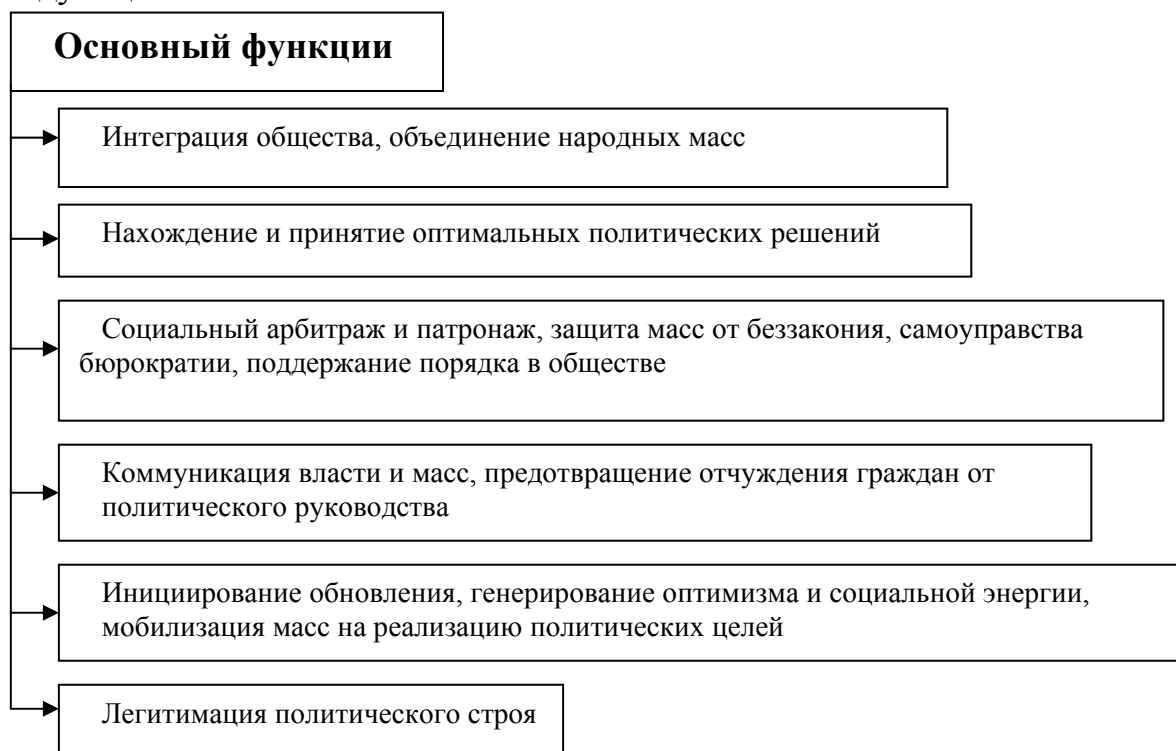 Основный функции
Интеграция общества, объединение народных масс
Нахождение и принятие оптимальных политических решений
Социальный арбитраж и патронаж, защита масс от беззакония, самоуправства
бюрократии, поддержание порядка в обществе
Коммуникация власти и масс, предотвращение отчуждения граждан от
политического руководства
Инициирование обновления, генерирование оптимизма и социальной энергии,
мобилизация масс на реализацию политических целей
Легитимация политического строя